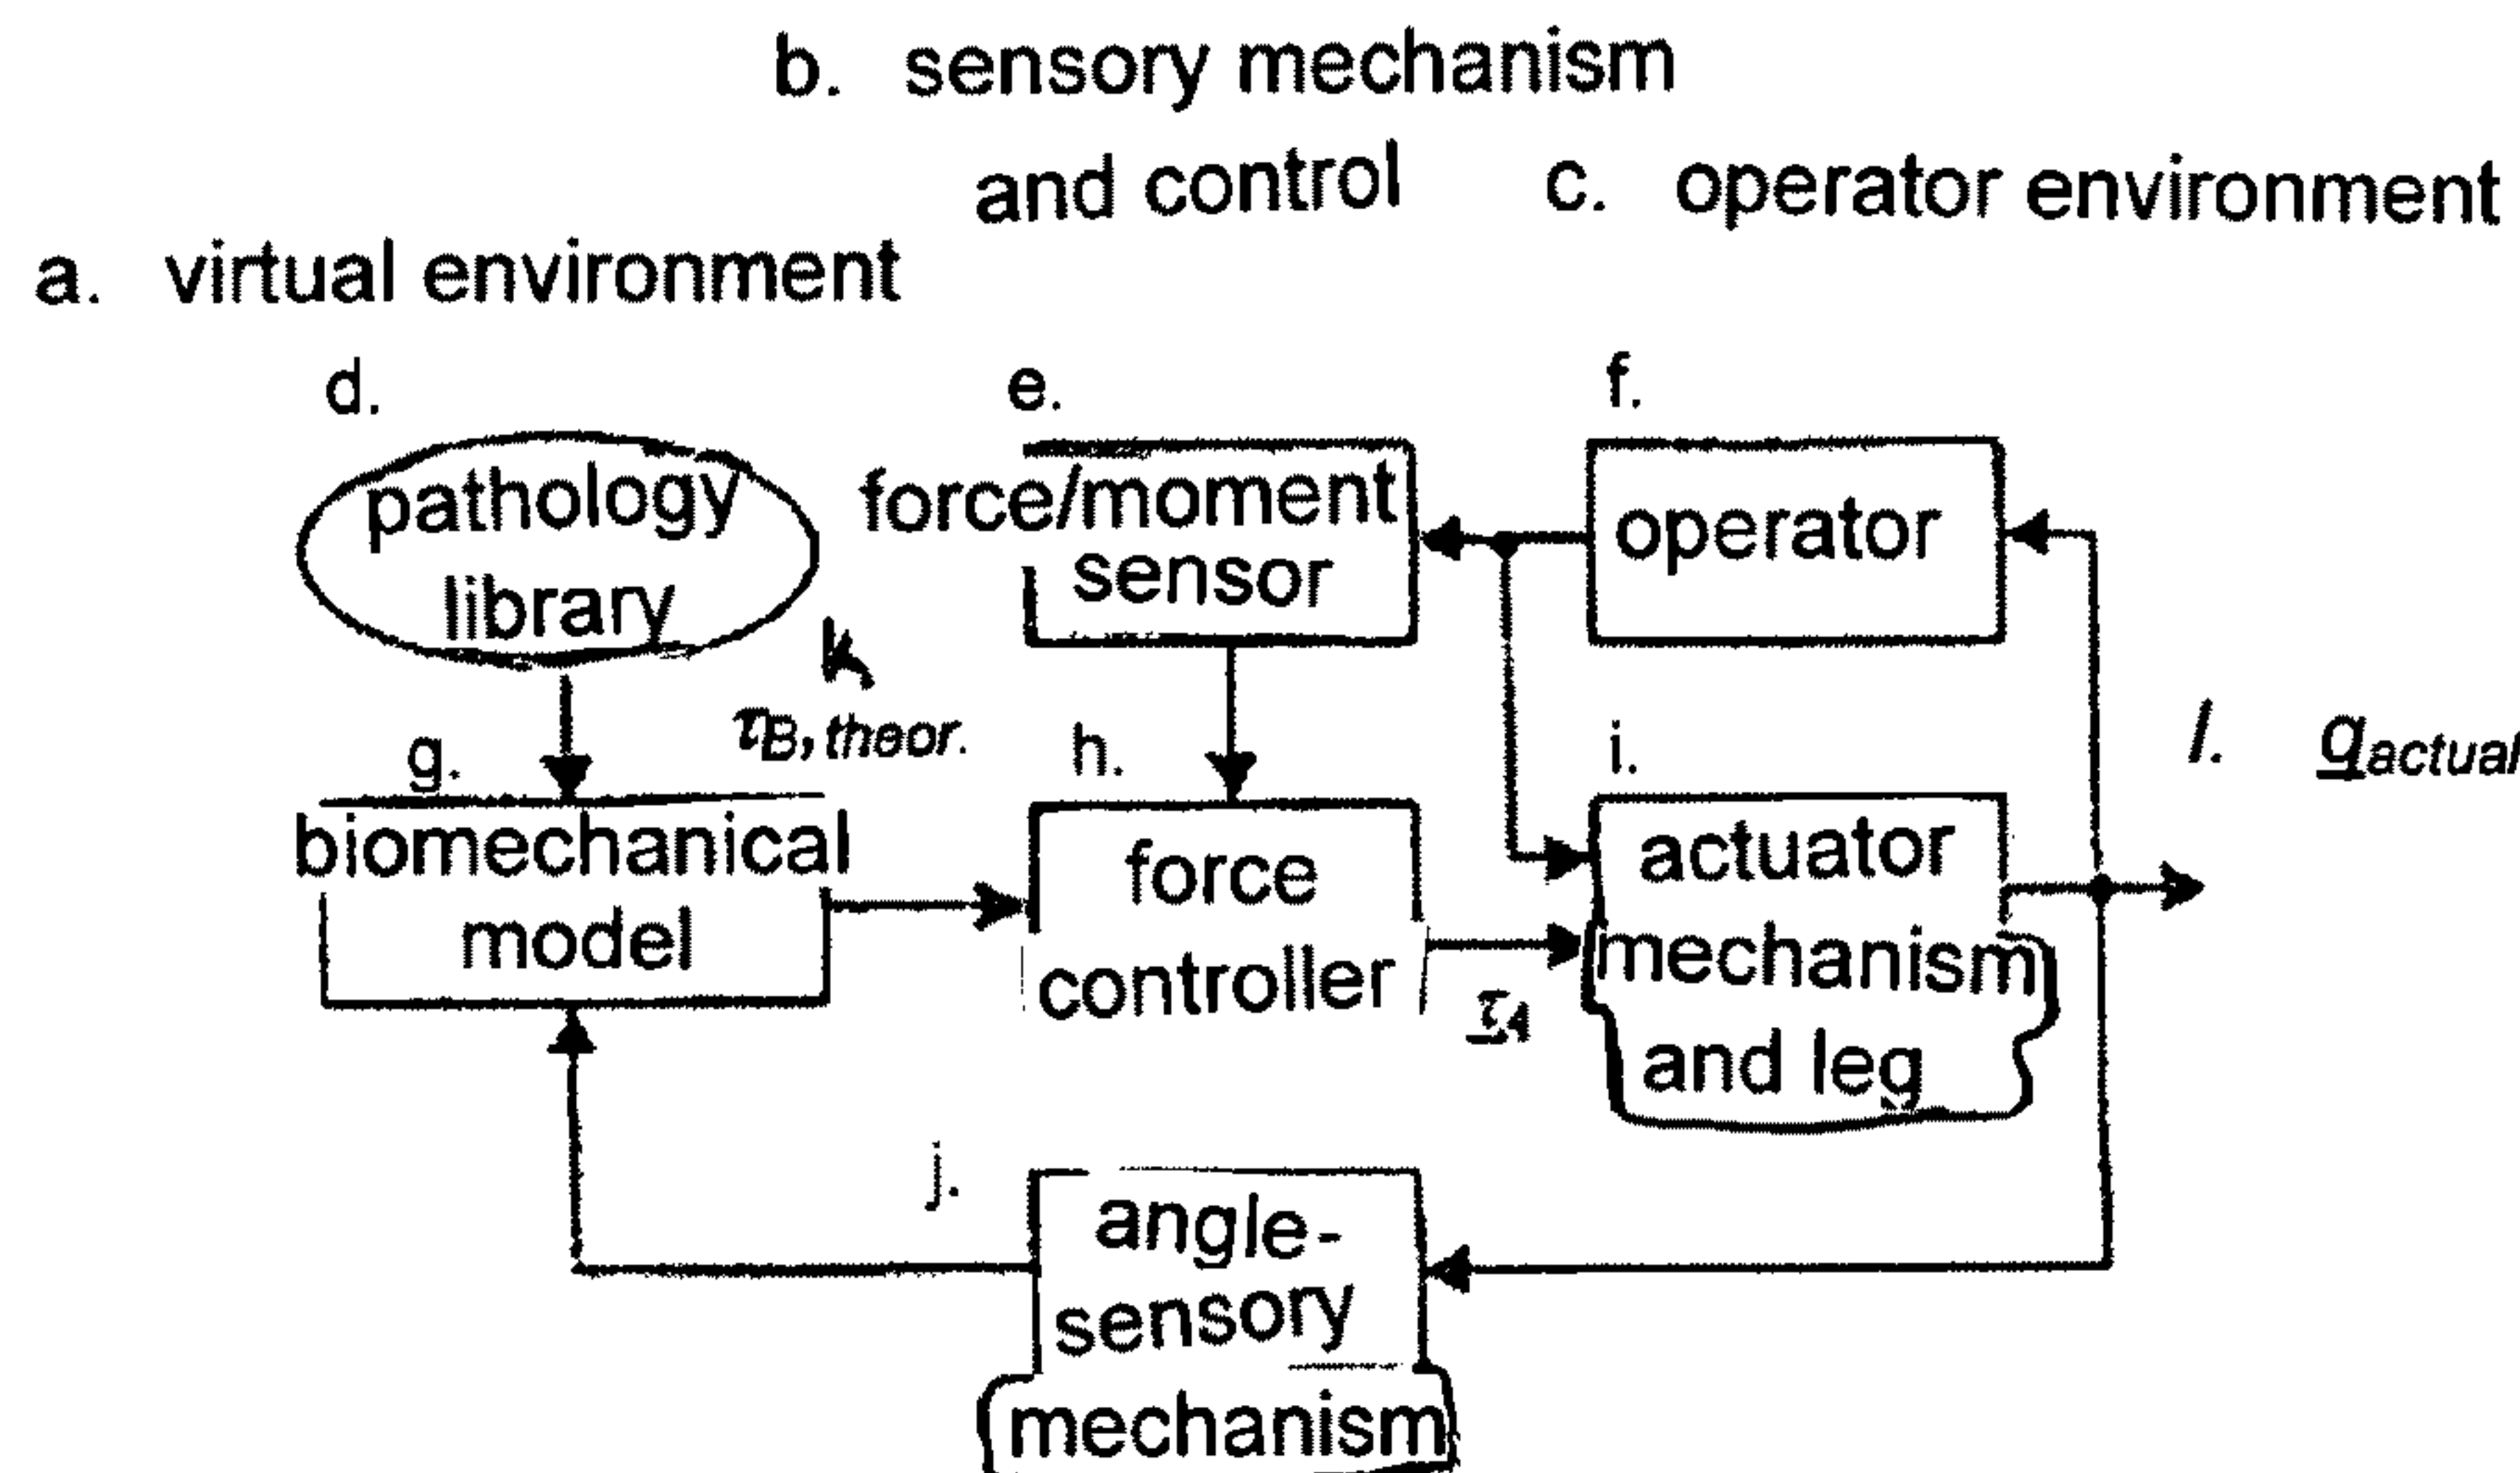 b. sensory mechanism
and control
c. operator environment
a. virtual environment
d.
pathology
library
e.
force/moment
sensor
f.
operator
k,
τB, theor.
g.
biomechanical
model
h.
force
controller
τA
i.
actuator
mechanism
and leg
l. qactual
j.
angle-
sensory
mechanism